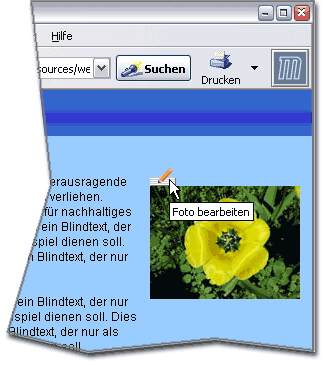 Hilfe
sources/we
Suchen
Drucken
erausragende
verliehen.
für nachhaltiges
ein Blindtext, der
spiel dienen soll.
n Blindtext, der nur
Foto bearbeiten
ein Blindtext, der nur
spiel dienen soll. Dies
Blindtext, der nur als
soll